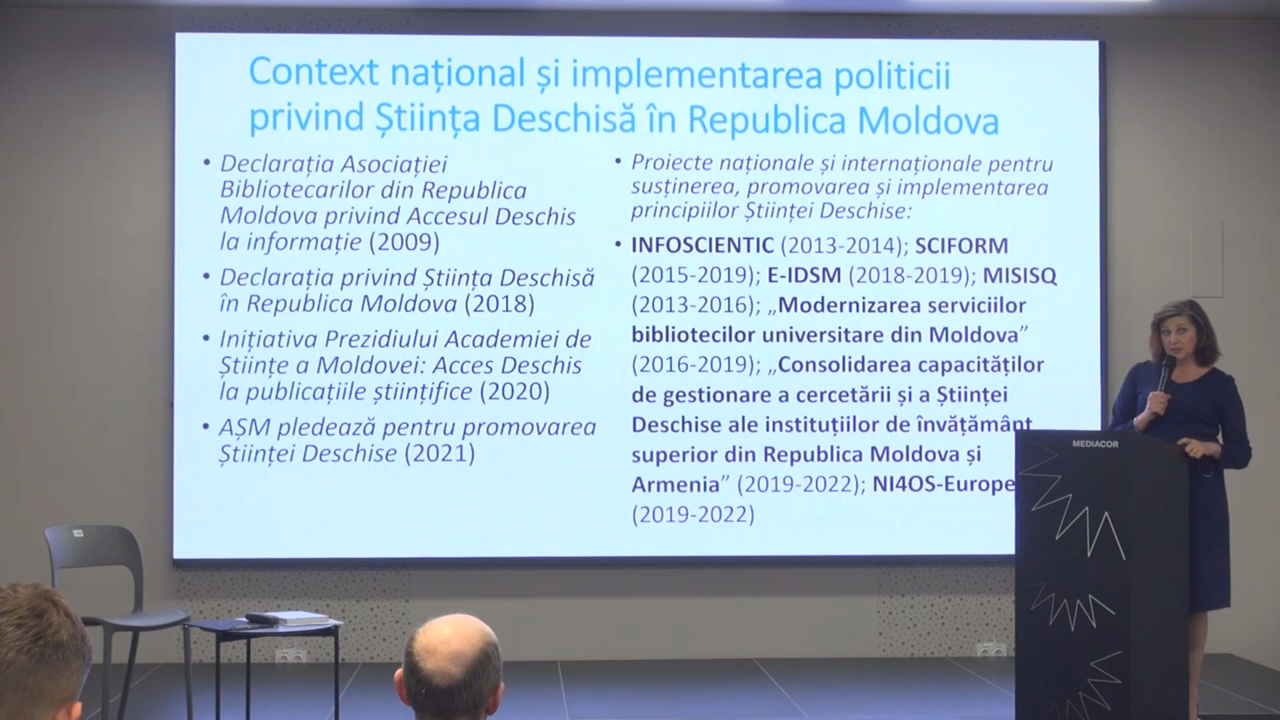 Context național și implementarea politicii
privind Știința Deschisă în Republica Moldova
• Declarația Asociației
Bibliotecarilor din Republica
Moldova privind Accesul Deschis
la informație (2009)
• Declarația privind Știința Deschisă
în Republica Moldova (2018)
• Inițiativa Prezidiului Academiei de
Științe a Moldovei: Acces Deschis
la publicațiile științifice (2020)
• AȘM pledează pentru promovarea
Științei Deschise (2021)
• Proiecte naționale și internaționale pentru
susținerea, promovarea și implementarea
principiilor Științei Deschise:
• INFOSCIENTIC (2013-2014); SCIFORM
(2015-2019); E-IDSM (2018-2019); MISISQ
(2013-2016); „Modernizarea serviciilor
bibliotecilor universitare din Moldova”
(2016-2019); „Consolidarea capacităților
de gestionare a cercetării și a Științei
Deschise ale instituțiilor de învățământ
superior din Republica Moldova și
Armenia” (2019-2022); NI4OS-Europe
(2019-2022)
MEDIACOR